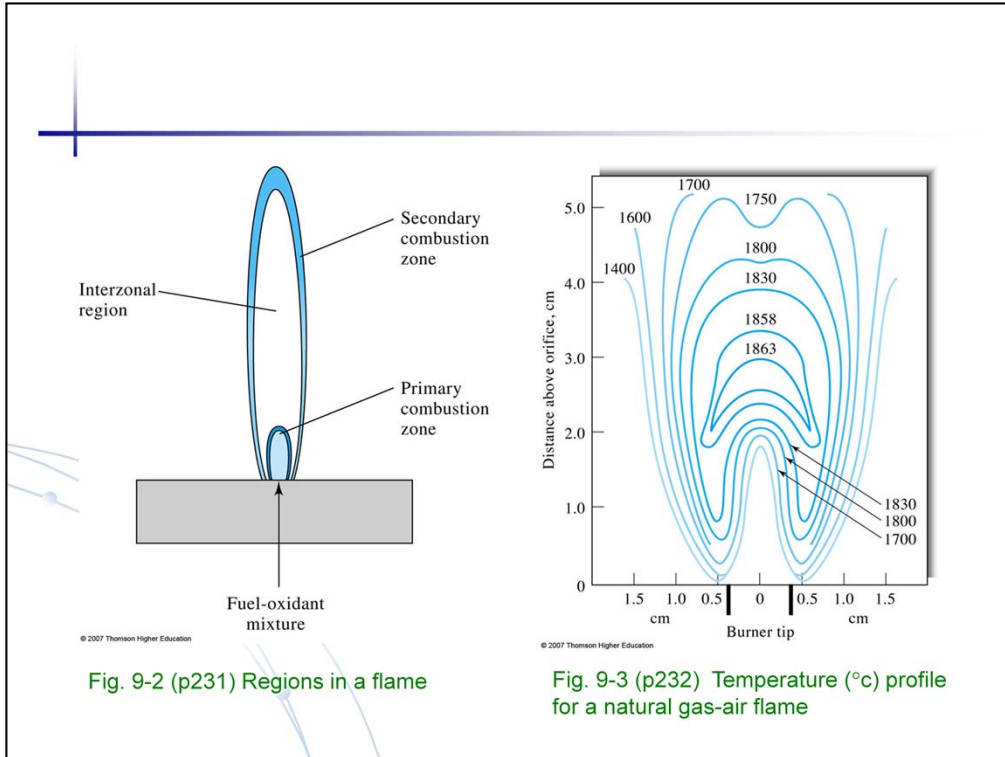 Secondary
combustion
zone
Interzonal
region
Primary
combustion
zone
Fuel-oxidant
mixture
© 2007 Thomson Higher Education
Fig. 9-2 (p231) Regions in a flame
1700
1750
1600
1800
1400
1830
1858
1863
1830
1800
1700
Distance above orifice, cm
5.0
4.0
3.0
2.0
1.0
0
1.5 1.0 0.5 0 0.5 1.0 1.5
cm cm
Burner tip
© 2007 Thomson Higher Education
Fig. 9-3 (p232) Temperature (°c) profile
for a natural gas-air flame